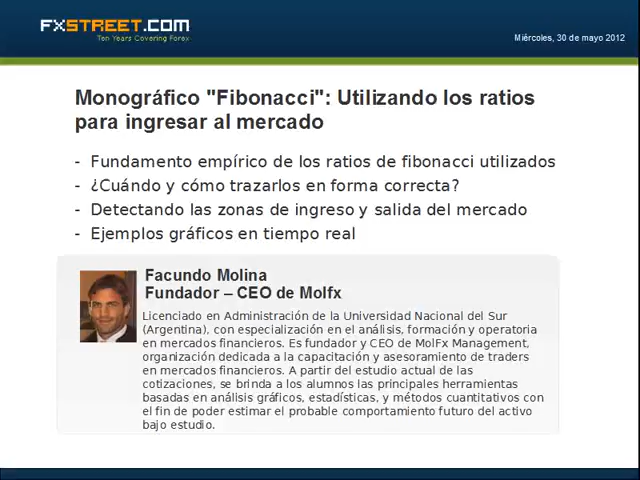 FXSTREET.COM
Ten Years Covering Forex
Miércoles, 30 de mayo 2012
Monográfico "Fibonacci": Utilizando los ratios
para ingresar al mercado
- Fundamento empírico de los ratios de fibonacci utilizados
- ¿Cuándo y cómo trazarlos en forma correcta?
- Detectando las zonas de ingreso y salida del mercado
- Ejemplos gráficos en tiempo real
Facundo Molina
Fundador – CEO de Molfx
Licenciado en Administración de la Universidad Nacional del Sur
(Argentina), con especialización en el análisis, formación y operatoria
en mercados financieros. Es fundador y CEO de MolFx Management,
organización dedicada a la capacitación y asesoramiento de traders
en mercados financieros. A partir del estudio actual de las
cotizaciones, se brinda a los alumnos las principales herramientas
basadas en análisis gráficos, estadísticas, y métodos cuantitativos con
el fin de poder estimar el probable comportamiento futuro del activo
bajo estudio.